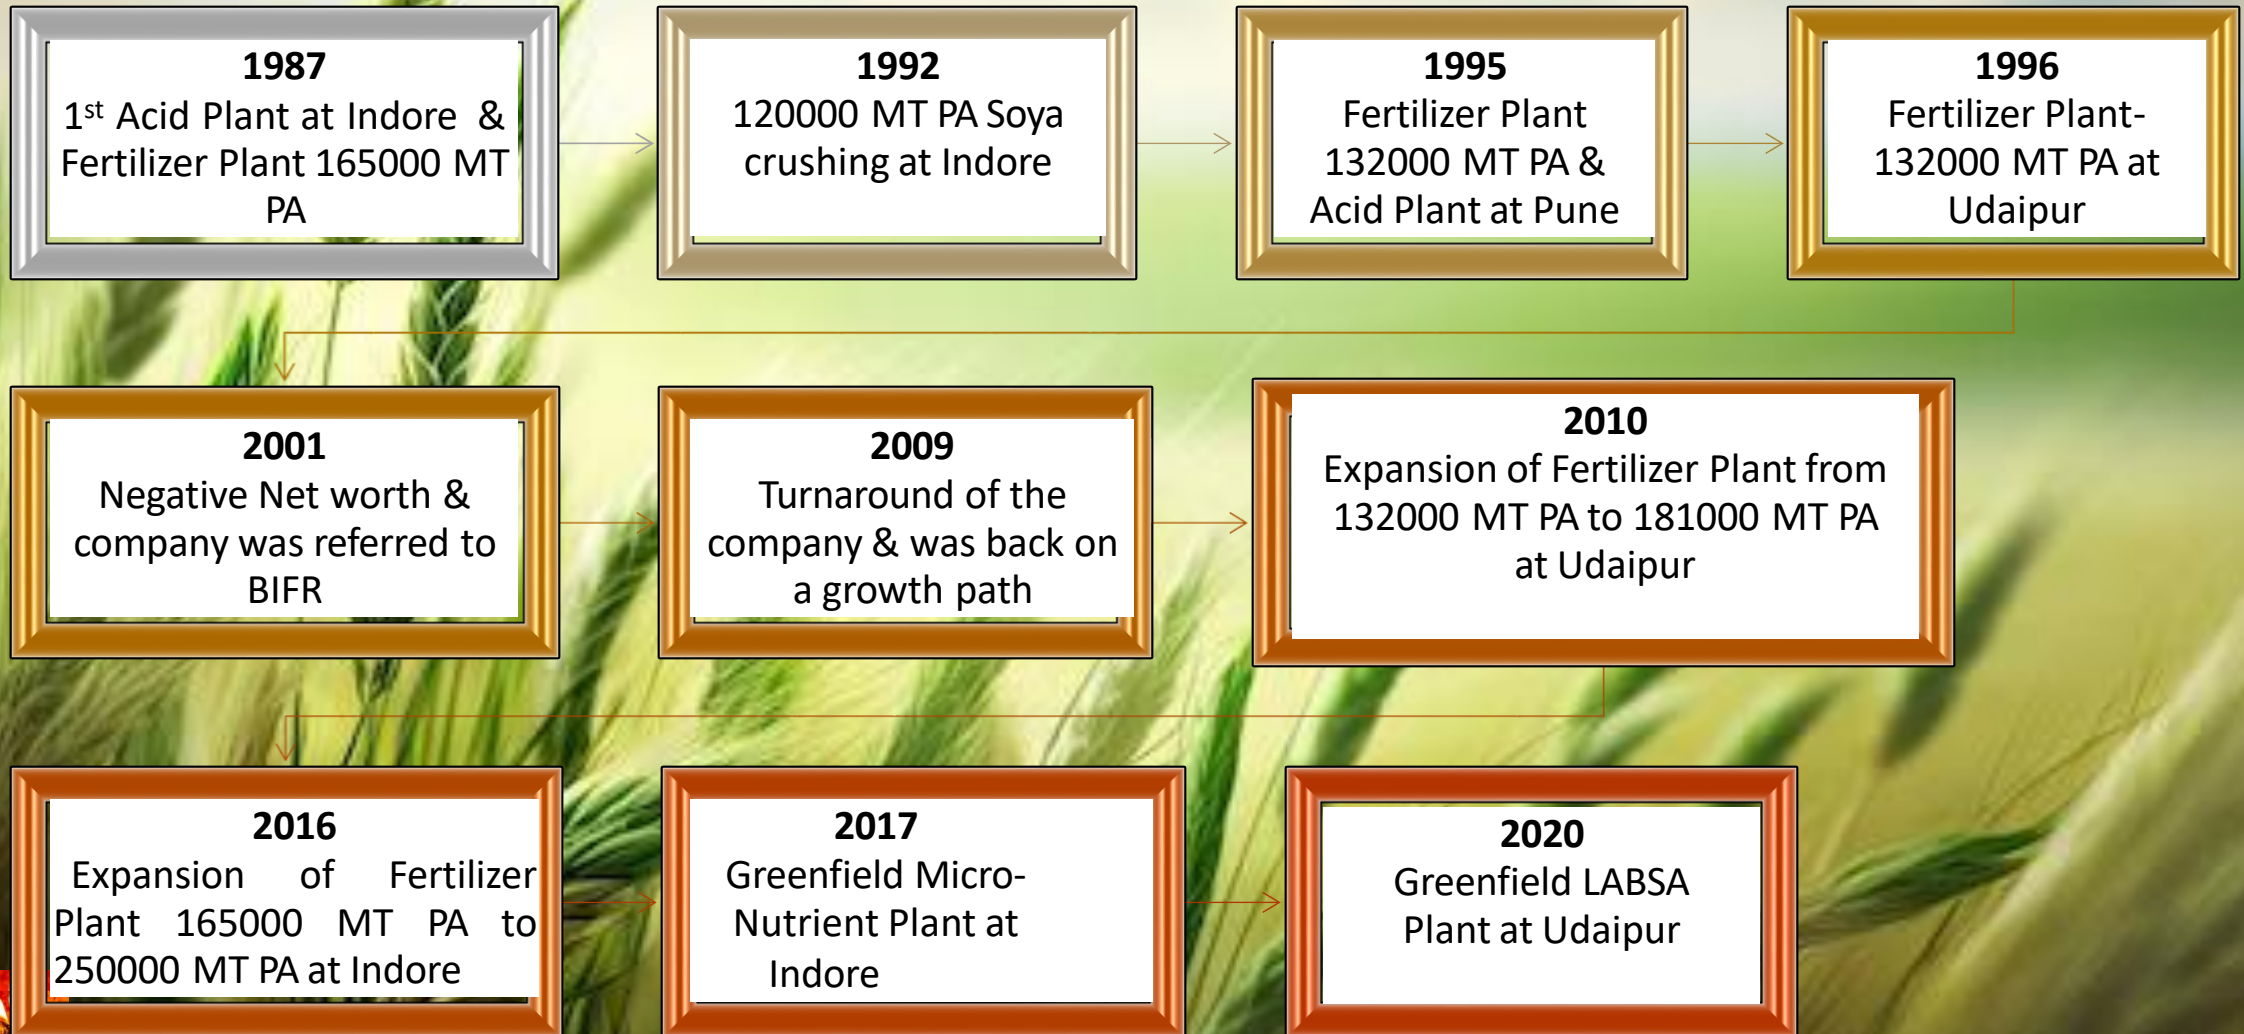 1987
1st Acid Plant at Indore &
Fertilizer Plant 165000 MT
PA
1992
120000 MT PA Soya
crushing at Indore
1995
Fertilizer Plant
132000 MT PA &
Acid Plant at Pune
1996
Fertilizer Plant-
132000 MT PA at
Udaipur
2001
Negative Net worth &
company was referred to
BIFR
2009
Turnaround of the
company & was back on
a growth path
2010
Expansion of Fertilizer Plant from
132000 MT PA to 181000 MT PA
at Udaipur
2016
Expansion of Fertilizer
Plant 165000 MT PA to
250000 MT PA at Indore
2017
Greenfield Micro-
Nutrient Plant at
Indore
2020
Greenfield LABSA
Plant at Udaipur